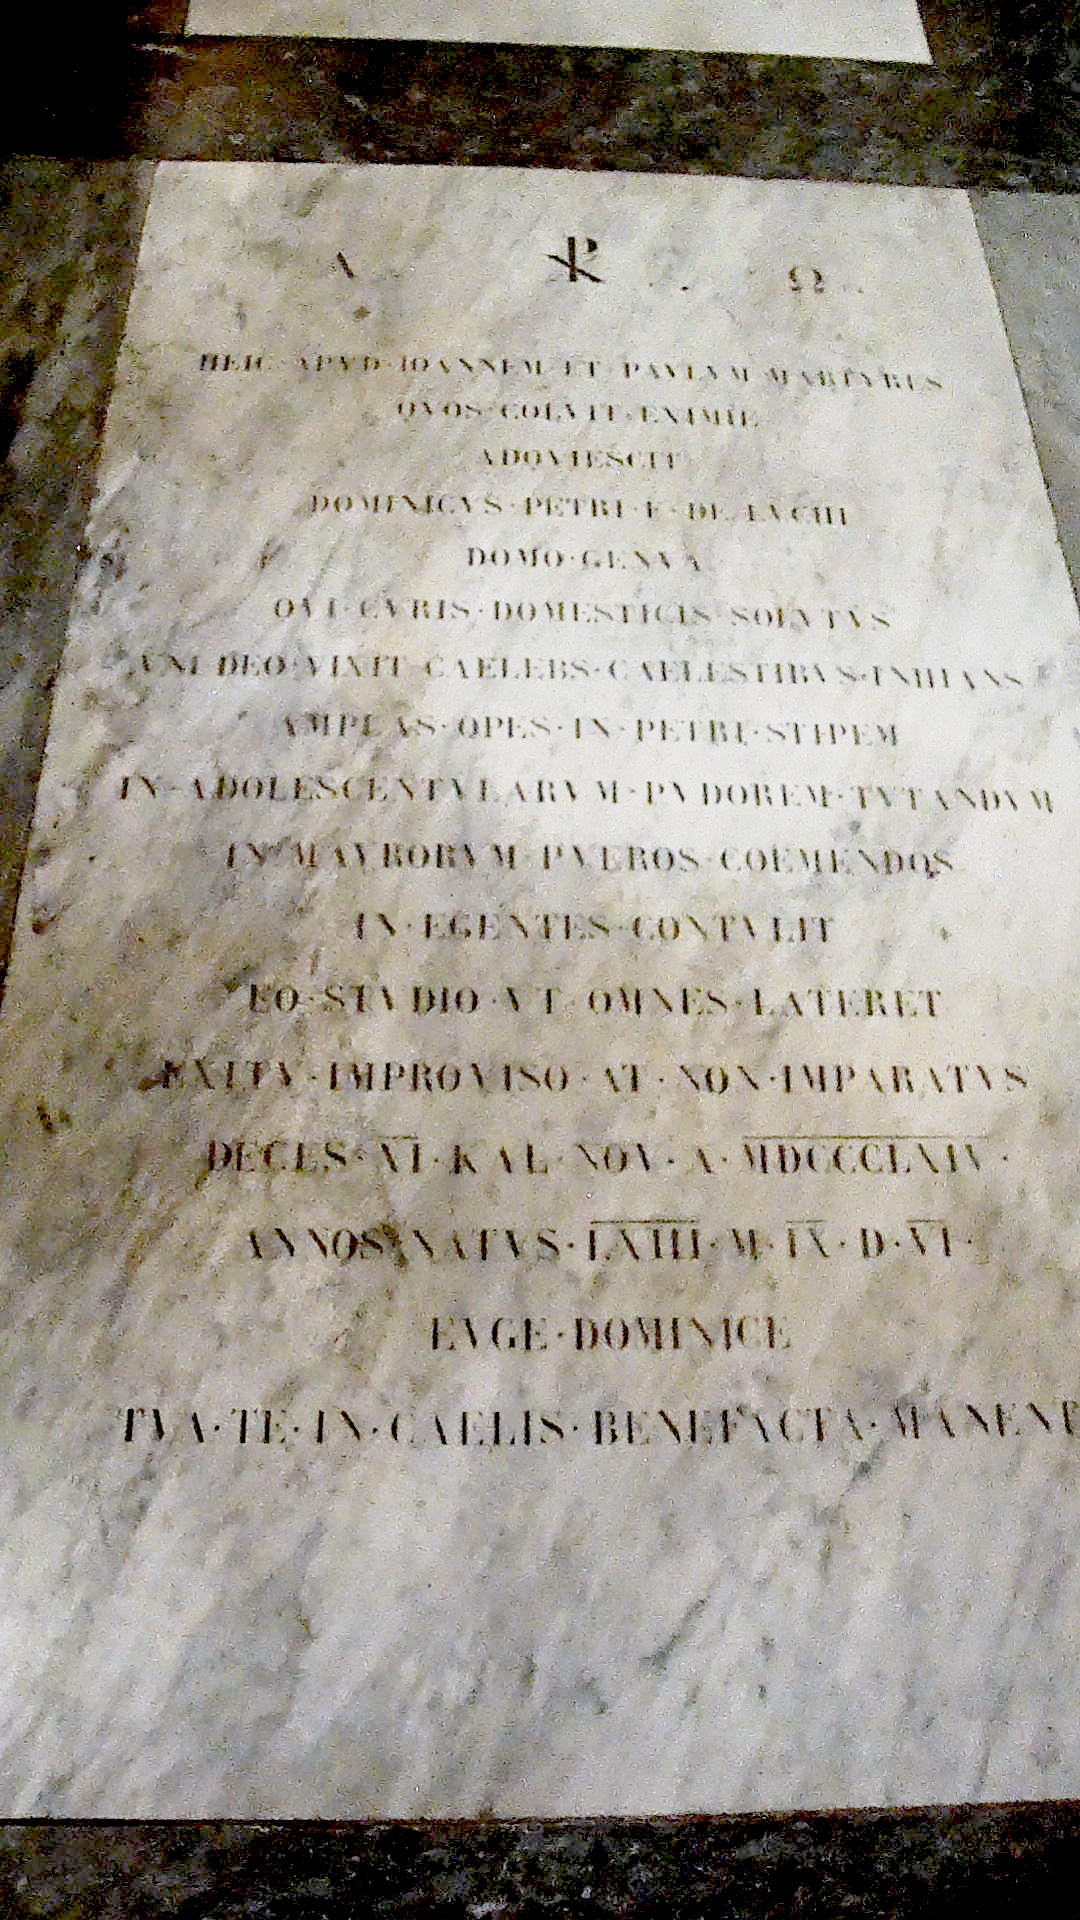 Α ☧ Ω
HEIC · APVD · IOANNEM · ET · PAVLVM · MARTYRES
QVOS · COLVIT · EXIMIE
ADQVIESCIT
DOMINICVS · PETRI · F · DE · LVCHI
DOMO · GENVA
QVI · CVRIS · DOMESTICIS · SOLVTVS
VNI · DEO · VIXIT · CAELEBS · CAELESTIBVS · INHIANS
AMPLAS · OPES · IN · PETRI · STIPEM
IN · ADOLESCENTVLARVM · PVDOREM · TVTANDVM
IN · MAVRORVM · PVEROS · COEMENDOS
IN · EGENTES · CONTVLIT
EO · STVDIO · VT · OMNES · LATERET
EXITV · IMPROVISO · AT · NON · IMPARATVS
DECES · VI · KAL · NOV · A · MDCCCLXIV ·
ANNOS · NATVS · LXIII · M · IX · D · VI ·
EVGE · DOMINICE
TVA · TE · IN · CAELIS · BENEFACTA · MANENT